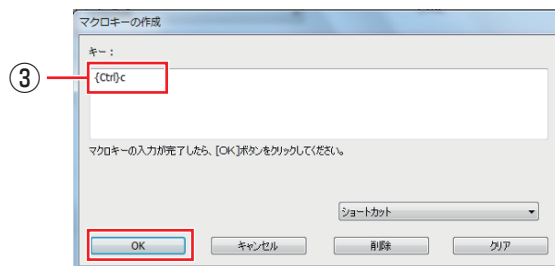 マクロキーの作成
キー：
③
{Ctrl}c
マクロキーの入力が完了したら、[OK]ボタンをクリックしてください。
ショートカット
OK
キャンセル
削除
クリア